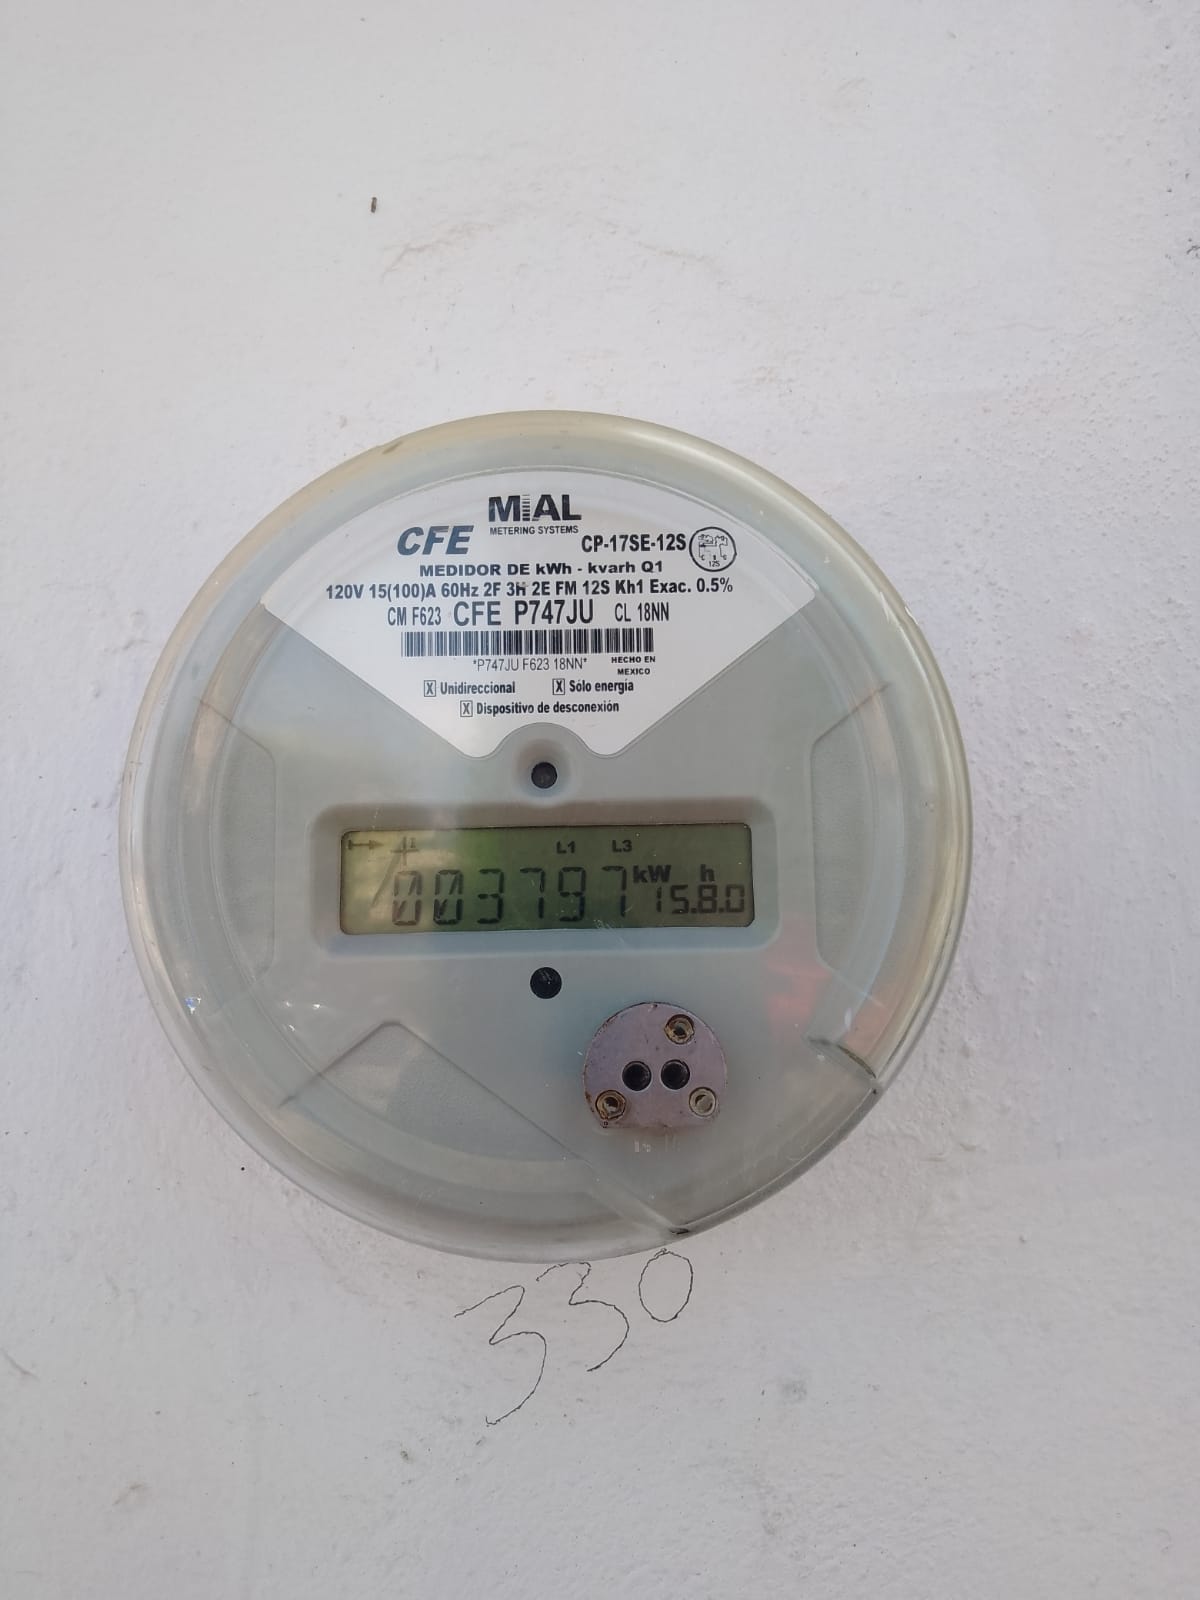 MIAL
METERING SYSTEMS
CFE
CP-17SE-12S
12S
MEDIDOR DE kWh - kvarh Q1
120V 15(100)A 60Hz 2F 3H 2E FM 12S Kh1 Exac. 0.5%
CM F623 CFE P747JU CL 18NN
*P747JU F623 18NN*
HECHO EN
MEXICO
X Unidireccional X Sólo energía
X Dispositivo de desconexión
L1 L3
003797 kW h 15.8.0
330